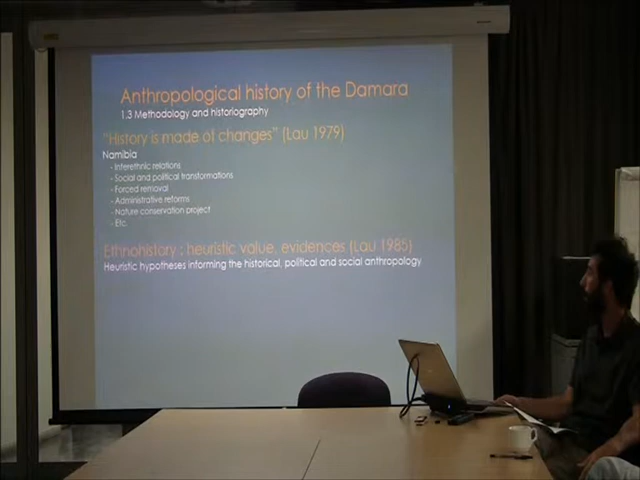 Anthropological history of the Damara
1.3 Methodology and historiography
"History is made of changes" (Lau 1979)
Namibia
- Interethnic relations
- Social and political transformations
- Forced removal
- Administrative reforms
- Nature conservation project
- Etc.
Ethnohistory : heuristic value, evidences (Lau 1985)
Heuristic hypotheses informing the historical, political and social anthropology